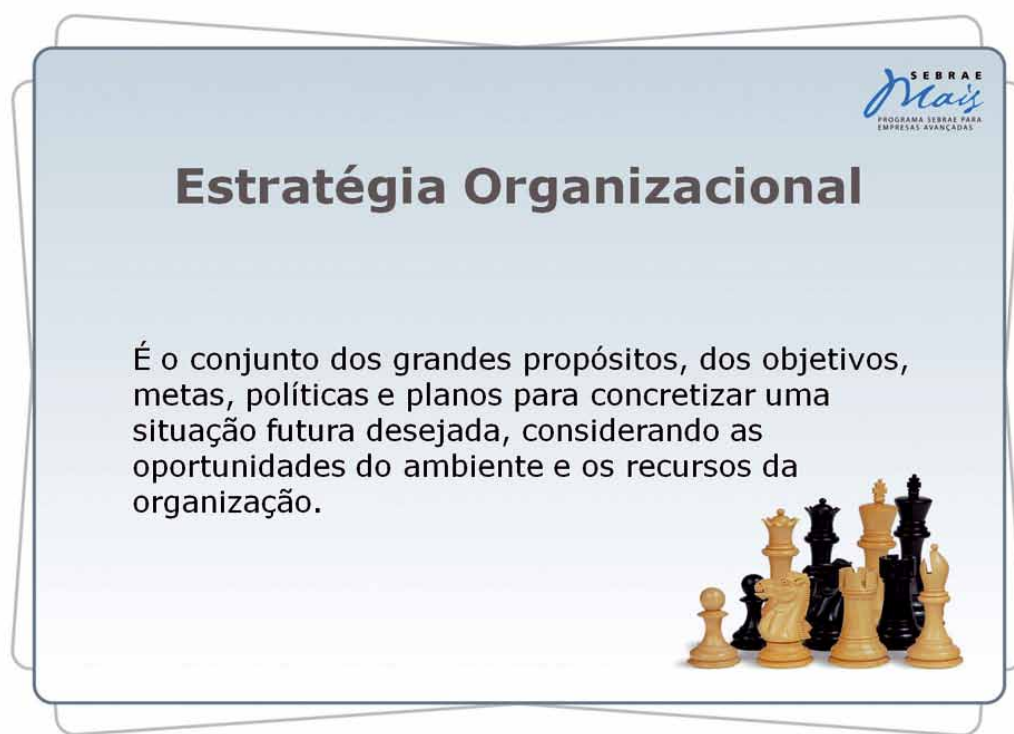 SEBRAE
Mais
PROGRAMA SEBRAE PARA
EMPRESAS AVANÇADAS
Estratégia Organizacional
É o conjunto dos grandes propósitos, dos objetivos,
metas, políticas e planos para concretizar uma
situação futura desejada, considerando as
oportunidades do ambiente e os recursos da
organização.